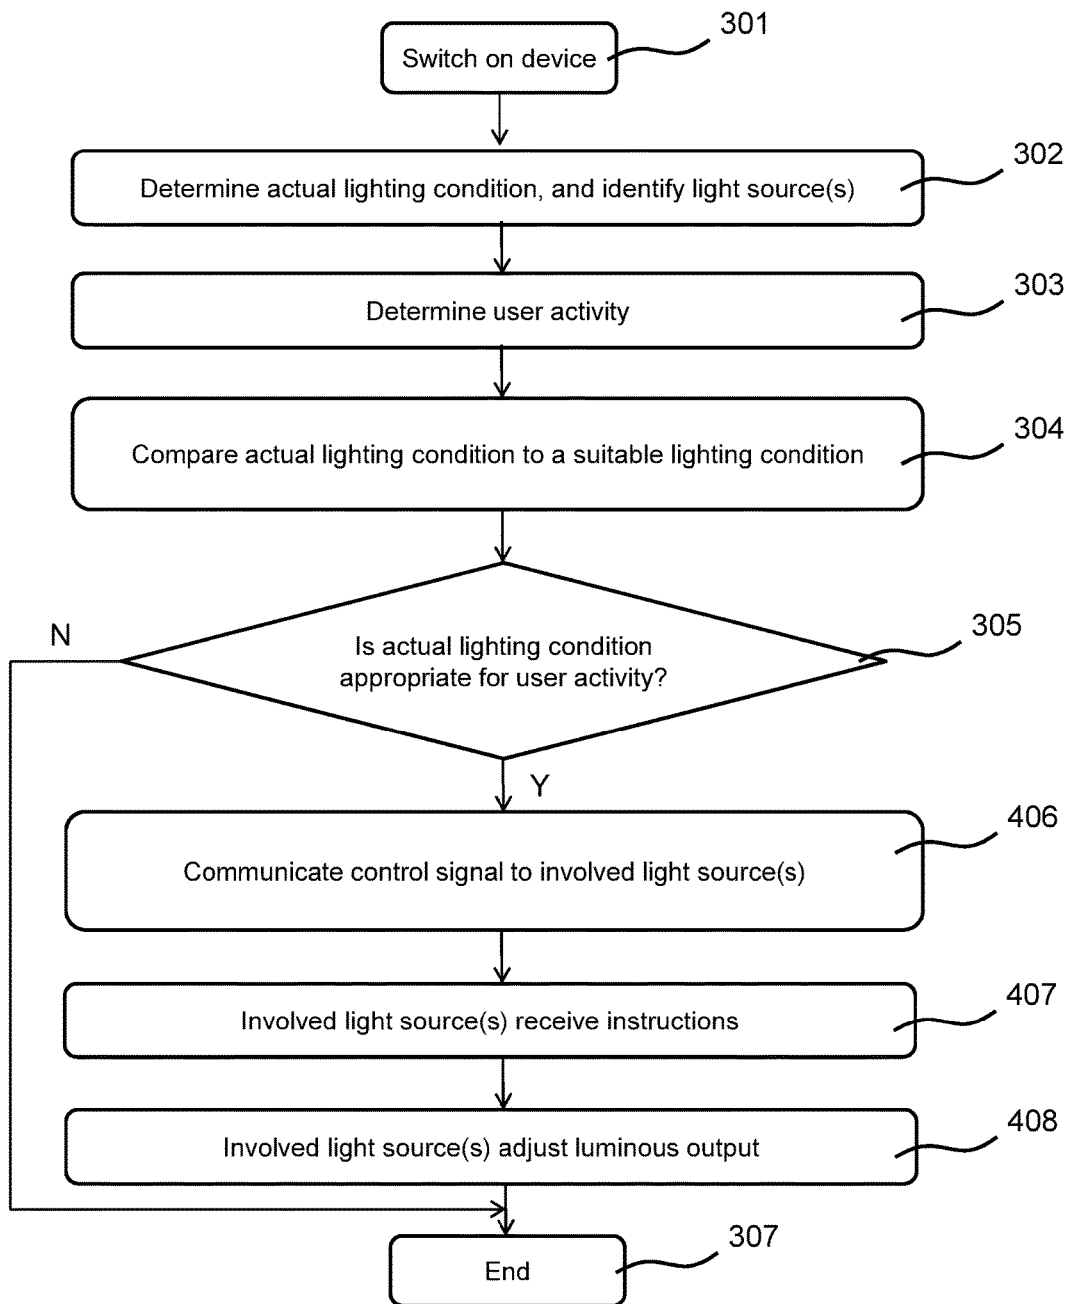 Switch on device
301
Determine actual lighting condition, and identify light source(s)
302
Determine user activity
303
Compare actual lighting condition to a suitable lighting condition
304
N
Is actual lighting condition
appropriate for user activity?
305
Y
Communicate control signal to involved light source(s)
406
Involved light source(s) receive instructions
407
Involved light source(s) adjust luminous output
408
End
307